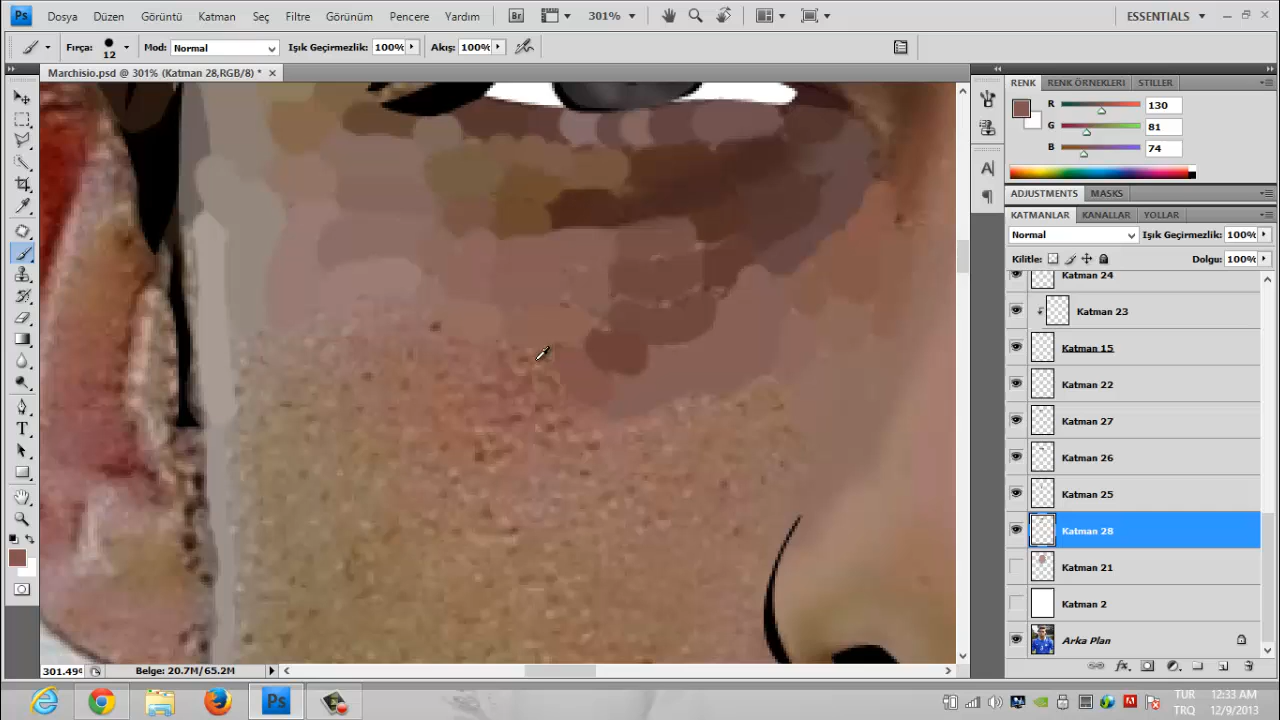 Ps Dosya Düzen Görüntü Katman Seç Filtre Görünüm Pencere Yardım Br 301% ESSENTIALS
Fırça: 12 Mod: Normal Işık Geçirmezlik: 100% Akış: 100%
Marchisio.psd @ 301% (Katman 28,RGB/8) *
RENK RENK ÖRNEKLERİ STİLLER
R 130
G 81
B 74
ADJUSTMENTS MASKS
KATMANLAR KANALLAR YOLLAR
Normal Işık Geçirmezlik: 100%
Kilitle: Dolgu: 100%
Katman 24
Katman 23
Katman 15
Katman 22
Katman 27
Katman 26
Katman 25
Katman 28
Katman 21
Katman 2
Arka Plan
301.49% Belge: 20.7M/65.2M
Ps TUR 12:33 AM
TRQ 12/9/2013